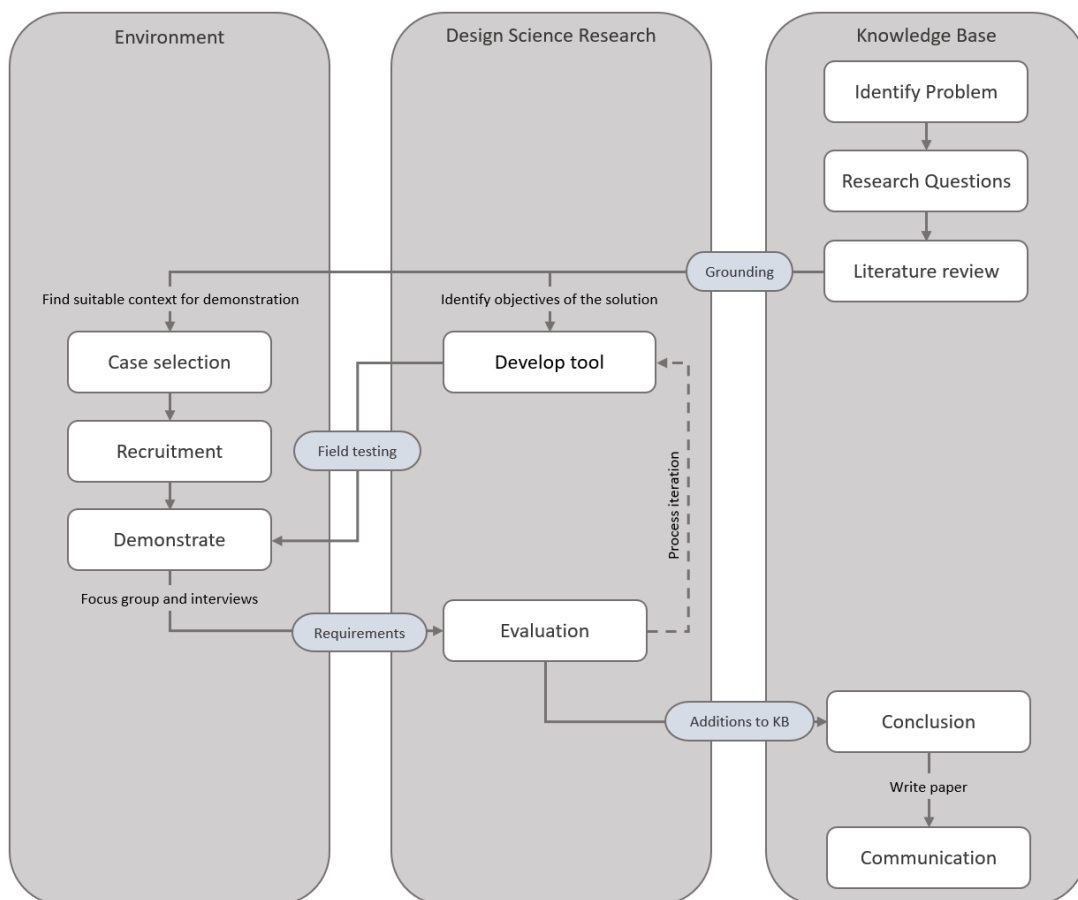 Environment
Design Science Research
Knowledge Base
Identify Problem
Research Questions
Literature review
Grounding
Find suitable context for demonstration
Identify objectives of the solution
Case selection
Develop tool
Recruitment
Field testing
Process iteration
Demonstrate
Focus group and interviews
Requirements
Evaluation
Additions to KB
Conclusion
Write paper
Communication